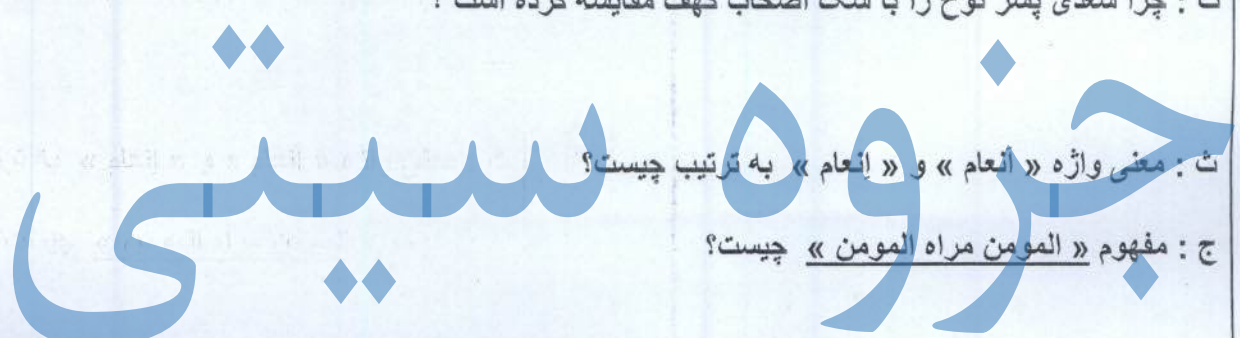 ت : چرا سعدی پسر نوح را با سگ اصحاب کهف مقایسه کرده است ؟
ث : معنی واژه « أنعام » و « إنعام » به ترتیب چیست؟
ج : مفهوم « المومن مراه المومن » چیست؟
جزوه سیتی